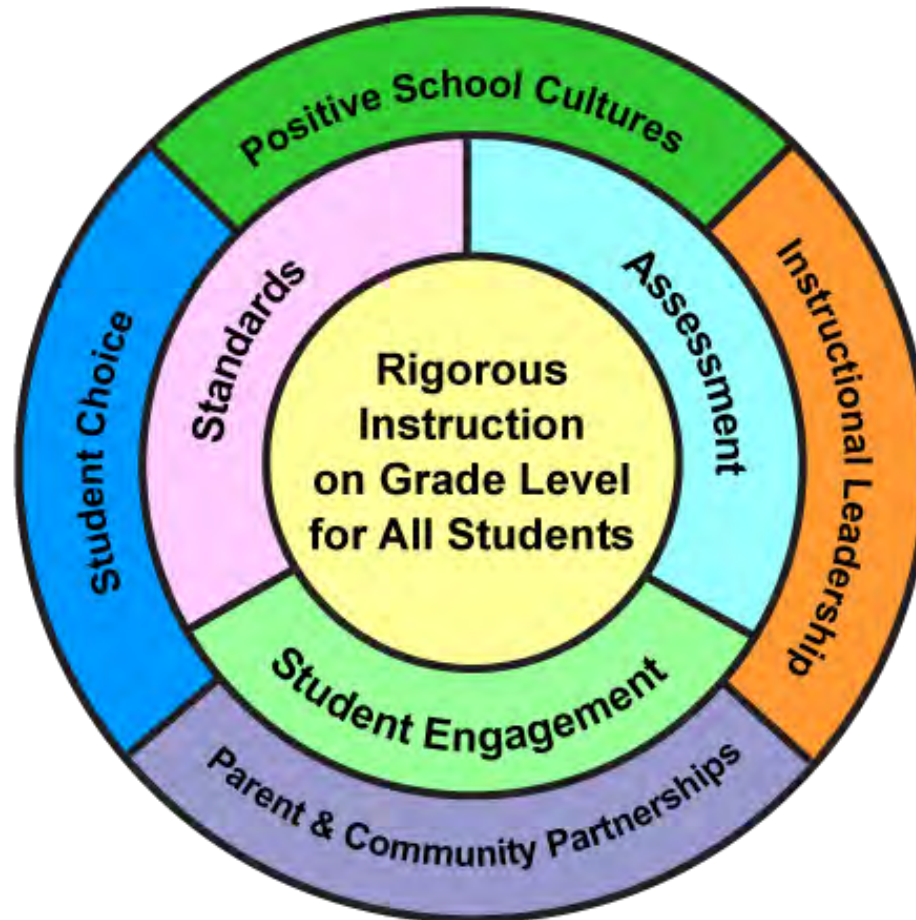 Positive School Cultures
Instructional Leadership
Parent & Community Partnerships
Student Choice
Standards
Assessment
Student Engagement
Rigorous
Instruction
on Grade Level
for All Students